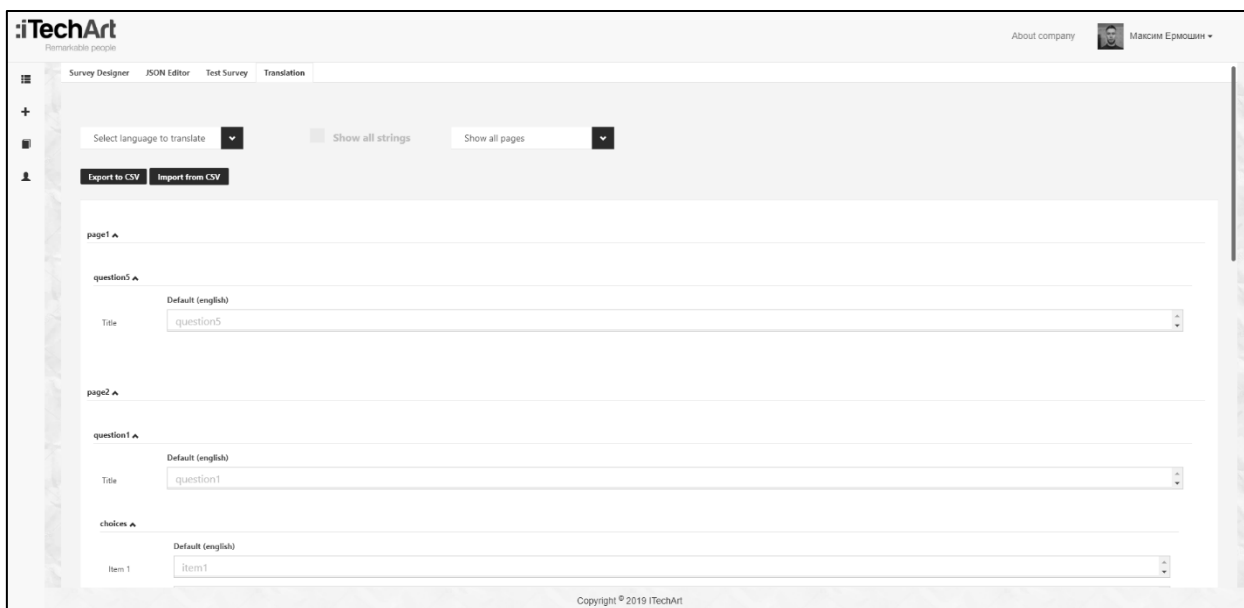 :iTechArt
Remarkable people
About company
Максим Ермошин
Survey Designer JSON Editor Test Survey Translation
Select language to translate Show all strings Show all pages
Export to CSV Import from CSV
page1
question5
Default (english)
Title question5
page2
question1
Default (english)
Title question1
choices
Default (english)
Item 1 item1
Copyright © 2019 ITechArt